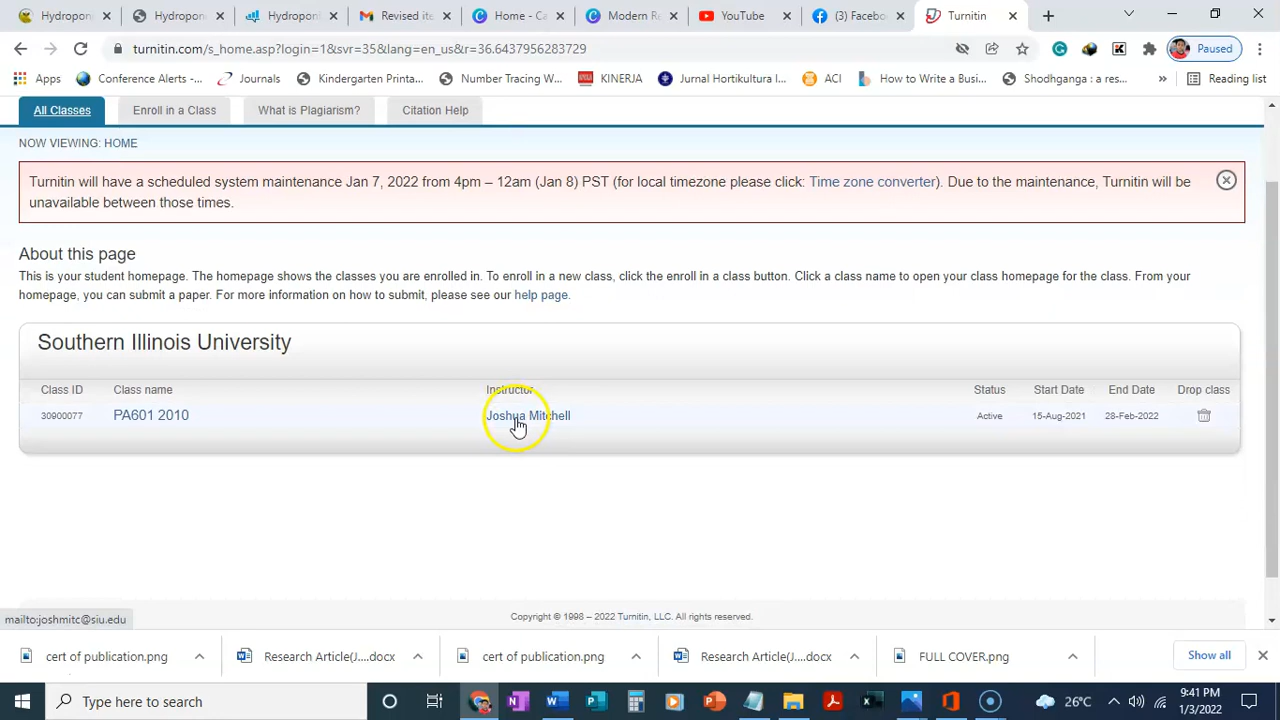 Hydropon
Hydropon
Hydropon
Revised ite
Home - Ca
Modern Re
YouTube
(3) Facebo
Turnitin
turnitin.com/s_home.asp?login=1&svr=35&lang=en_us&r=36.6437956283729
Paused
Apps
Conference Alerts -...
Journals
Kindergarten Printa...
Number Tracing W...
KINERJA
Jurnal Hortikultura I...
ACI
How to Write a Busi...
Shodhganga : a res...
»
Reading list
All Classes
Enroll in a Class
What is Plagiarism?
Citation Help
NOW VIEWING: HOME
Turnitin will have a scheduled system maintenance Jan 7, 2022 from 4pm – 12am (Jan 8) PST (for local timezone please click: Time zone converter). Due to the maintenance, Turnitin will be
unavailable between those times.
About this page
This is your student homepage. The homepage shows the classes you are enrolled in. To enroll in a new class, click the enroll in a class button. Click a class name to open your class homepage for the class. From your
homepage, you can submit a paper. For more information on how to submit, please see our help page.
Southern Illinois University
Class ID Class name Instructor Status Start Date End Date Drop class
30900077 PA601 2010 Joshua Mitchell Active 15-Aug-2021 28-Feb-2022
Copyright © 1998 – 2022 Turnitin, LLC. All rights reserved.
mailto:joshmitc@siu.edu
cert of publication.png
Research Article(J....docx
cert of publication.png
Research Article(J....docx
FULL COVER.png
Show all
Type here to search
26°C
9:41 PM
1/3/2022